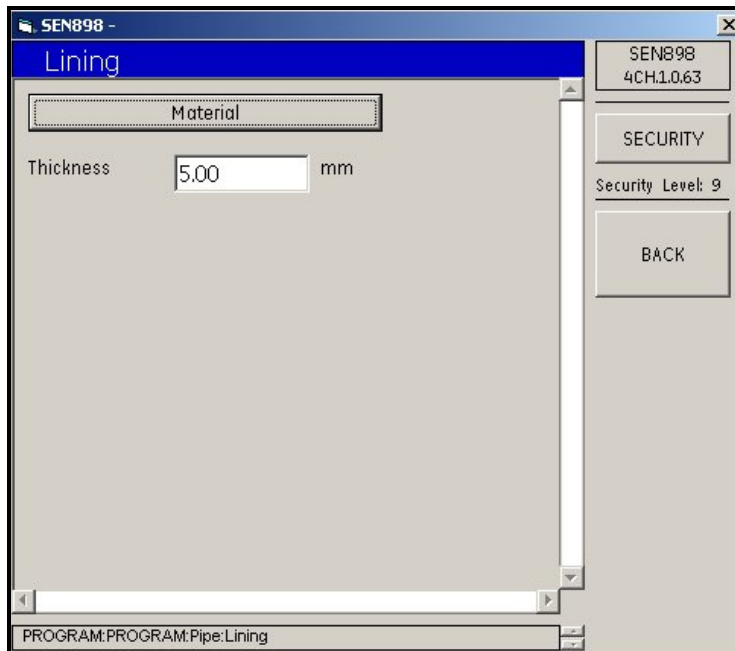 SEN898 -
Lining
Material
Thickness 5.00 mm
SEN898
4CH.1.0.63
SECURITY
Security Level: 9
BACK
PROGRAM:PROGRAM:Pipe:Lining